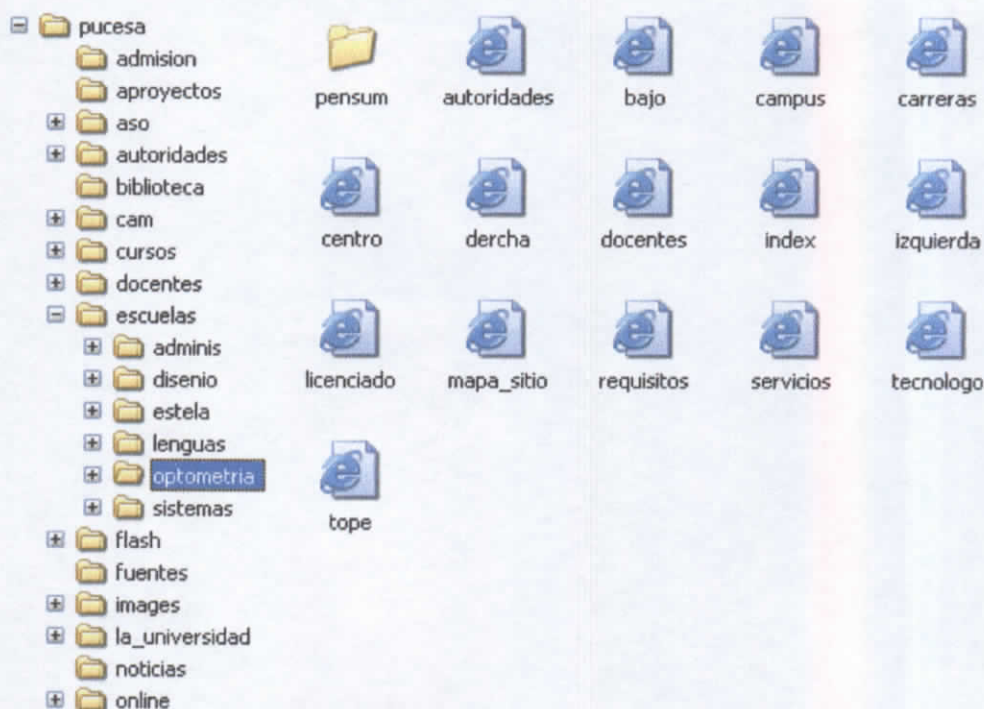 pucesa
admision
aproyectos
aso
autoridades
biblioteca
cam
cursos
docentes
escuelas
adminis
disenio
estela
lenguas
optometria
sistemas
flash
fuentes
images
la_universidad
noticias
online
pensum autoridades bajo campus carreras
centro dercha docentes index izquierda
licenciado mapa_sitio requisitos servicios tecnologo
tope